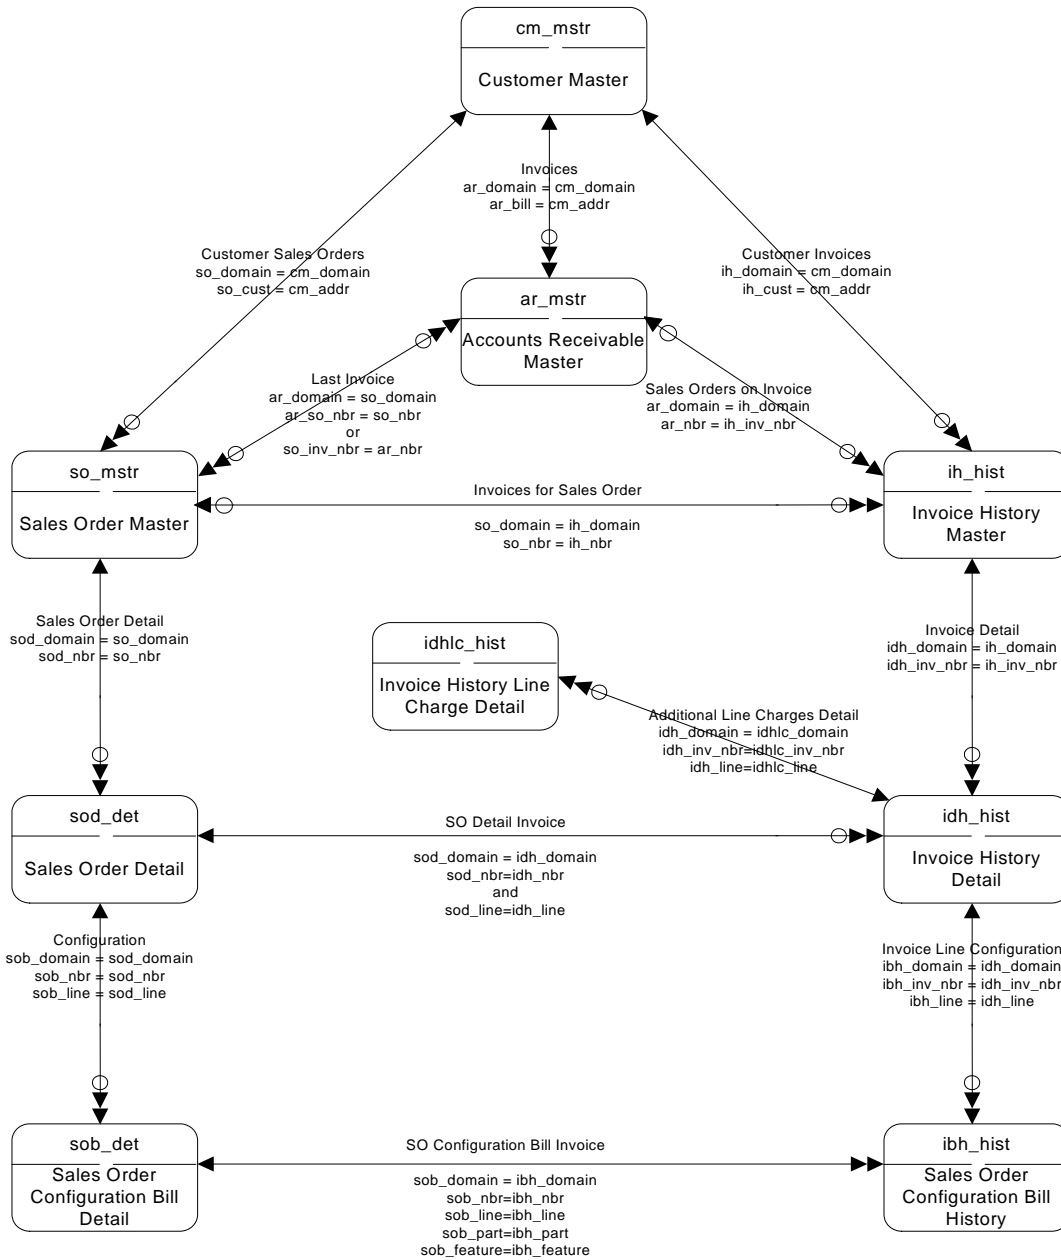 cm_mstr
Customer Master
Invoices
ar_domain = cm_domain
ar_bill = cm_addr
Customer Sales Orders
so_domain = cm_domain
so_cust = cm_addr
Customer Invoices
ih_domain = cm_domain
ih_cust = cm_addr
ar_mstr
Accounts Receivable
Master
Last Invoice
ar_domain = so_domain
ar_so_nbr = so_nbr
or
so_inv_nbr = ar_nbr
Sales Orders on Invoice
ar_domain = ih_domain
ar_nbr = ih_inv_nbr
so_mstr
Sales Order Master
Invoices for Sales Order
so_domain = ih_domain
so_nbr = ih_nbr
ih_hist
Invoice History
Master
Sales Order Detail
sod_domain = so_domain
sod_nbr = so_nbr
idhlc_hist
Invoice History Line
Charge Detail
Invoice Detail
idh_domain = ih_domain
idh_inv_nbr = ih_inv_nbr
Additional Line Charges Detail
idh_domain = idhlc_domain
idh_inv_nbr=idhlc_inv_nbr
idh_line=idhlc_line
sod_det
Sales Order Detail
SO Detail Invoice
sod_domain = idh_domain
sod_nbr=idh_nbr
and
sod_line=idh_line
idh_hist
Invoice History
Detail
Configuration
sob_domain = sod_domain
sob_nbr = sod_nbr
sob_line = sod_line
Invoice Line Configuration
ibh_domain = idh_domain
ibh_inv_nbr = idh_inv_nbr
ibh_line = idh_line
sob_det
Sales Order
Configuration Bill
Detail
SO Configuration Bill Invoice
sob_domain = ibh_domain
sob_nbr=ibh_nbr
sob_line=ibh_line
sob_part=ibh_part
sob_feature=ibh_feature
ibh_hist
Sales Order
Configuration Bill
History